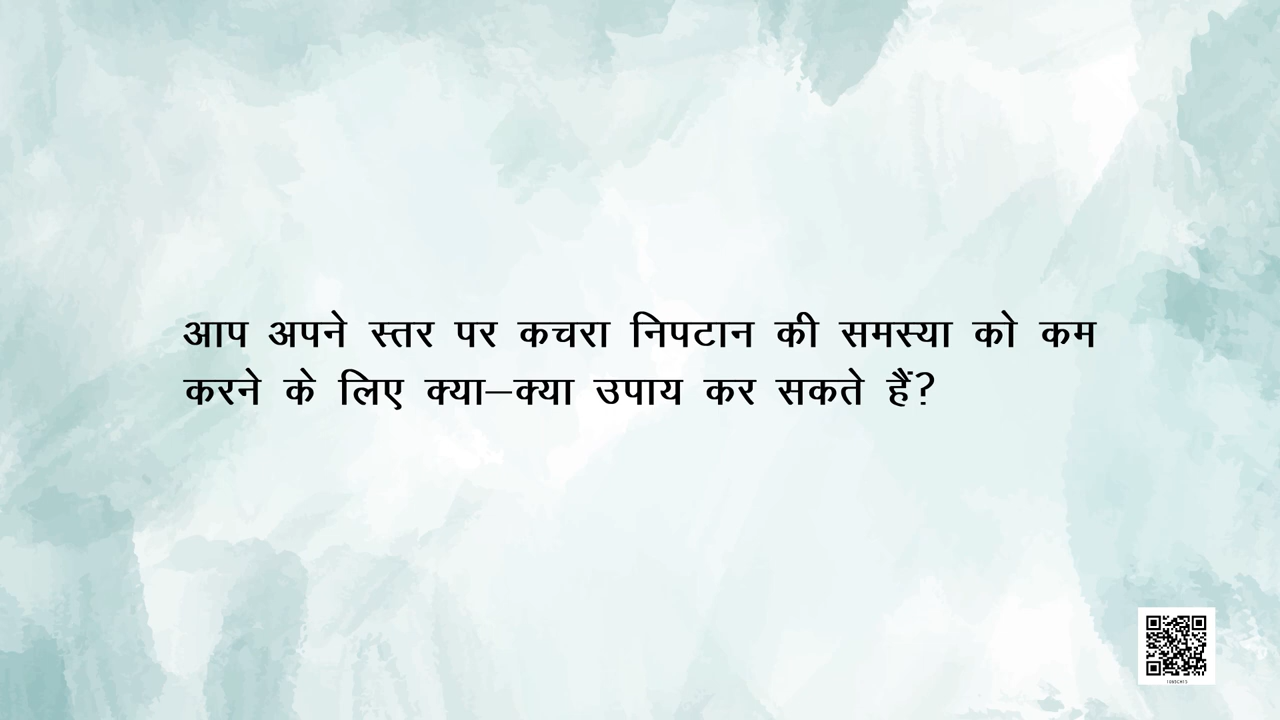 आप अपने स्तर पर कचरा निपटान की समस्या को कम
करने के लिए क्या–क्या उपाय कर सकते हैं?